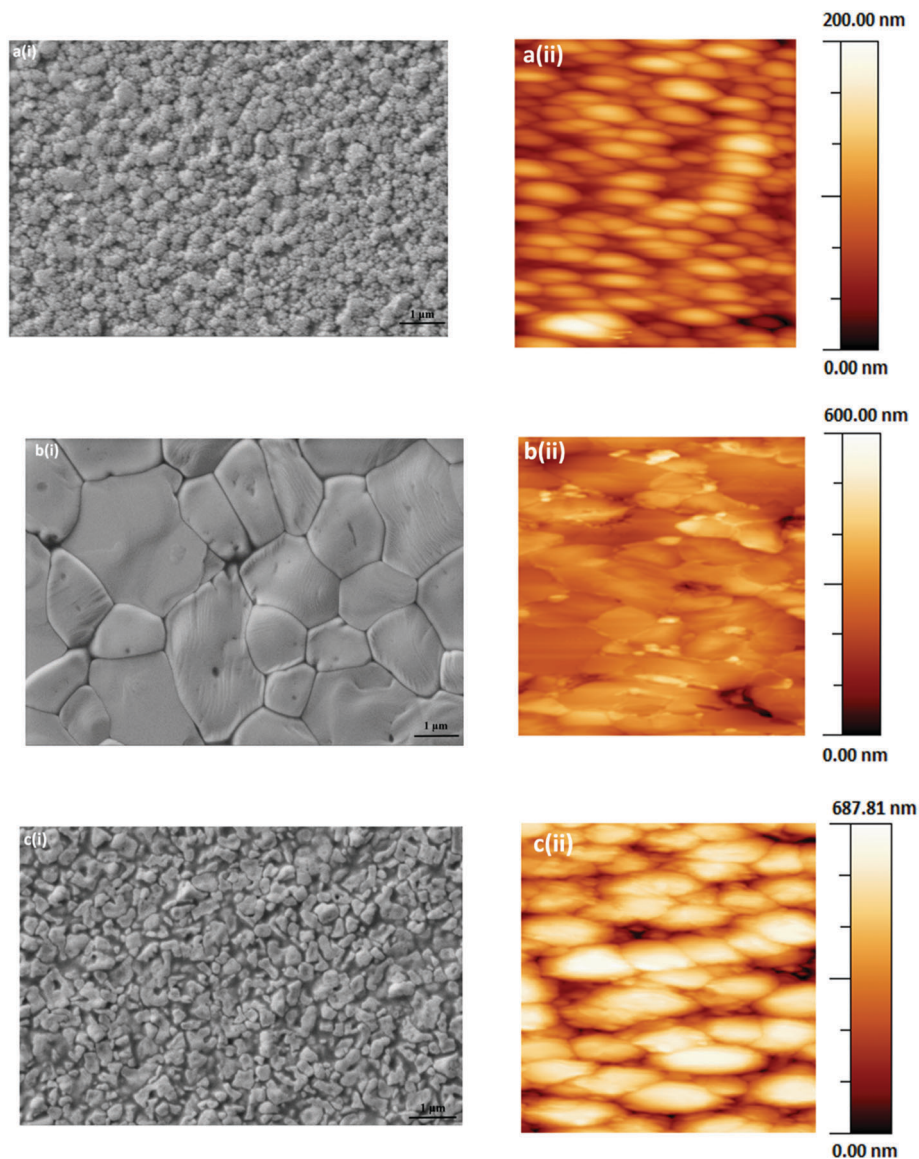 a(i)
1 µm
a(ii)
200.00 nm
0.00 nm
b(i)
1 µm
b(ii)
600.00 nm
0.00 nm
c(i)
1 µm
c(ii)
687.81 nm
0.00 nm